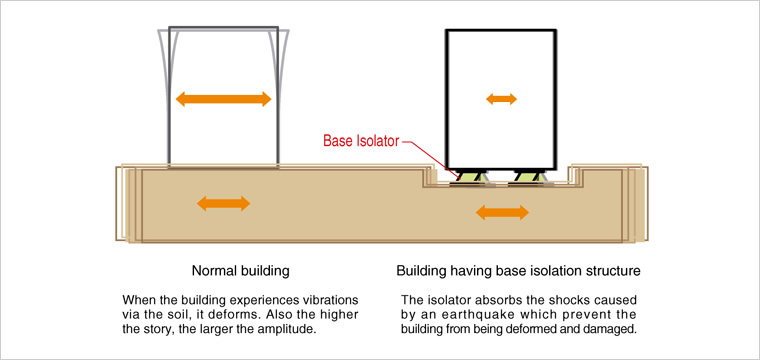 Base Isolator
Normal building
When the building experiences vibrations
via the soil, it deforms. Also the higher
the story, the larger the amplitude.
Building having base isolation structure
The isolator absorbs the shocks caused
by an earthquake which prevent the
building from being deformed and damaged.